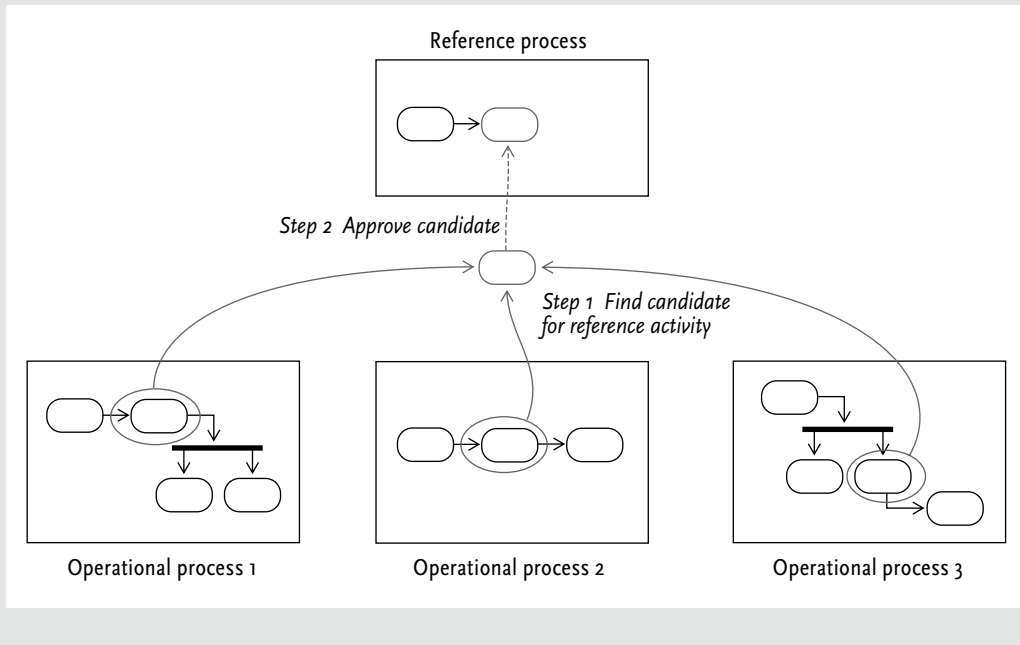 Reference process
Step 2 Approve candidate
Step 1 Find candidate
for reference activity
Operational process 1
Operational process 2
Operational process 3